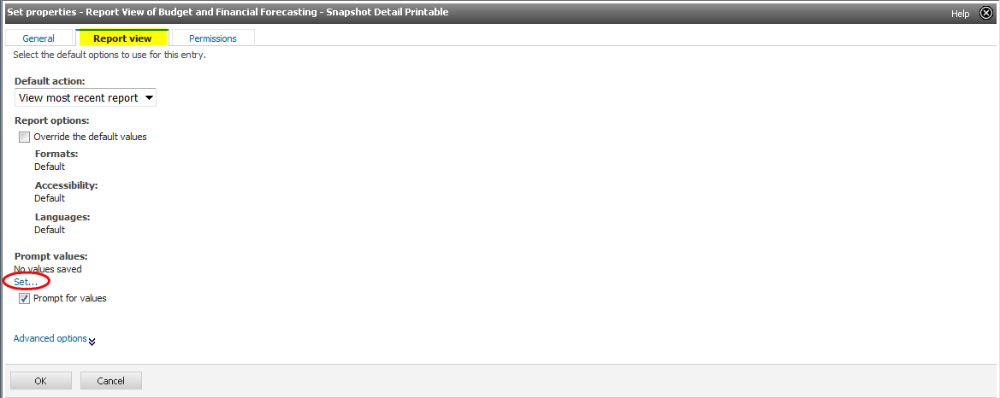 Set properties - Report View of Budget and Financial Forecasting - Snapshot Detail Printable
Help
General
Report view
Permissions
Select the default options to use for this entry.
Default action:
View most recent report
Report options:
Override the default values
Formats:
Default
Accessibility:
Default
Languages:
Default
Prompt values:
No values saved
Set...
Prompt for values
Advanced options
OK
Cancel